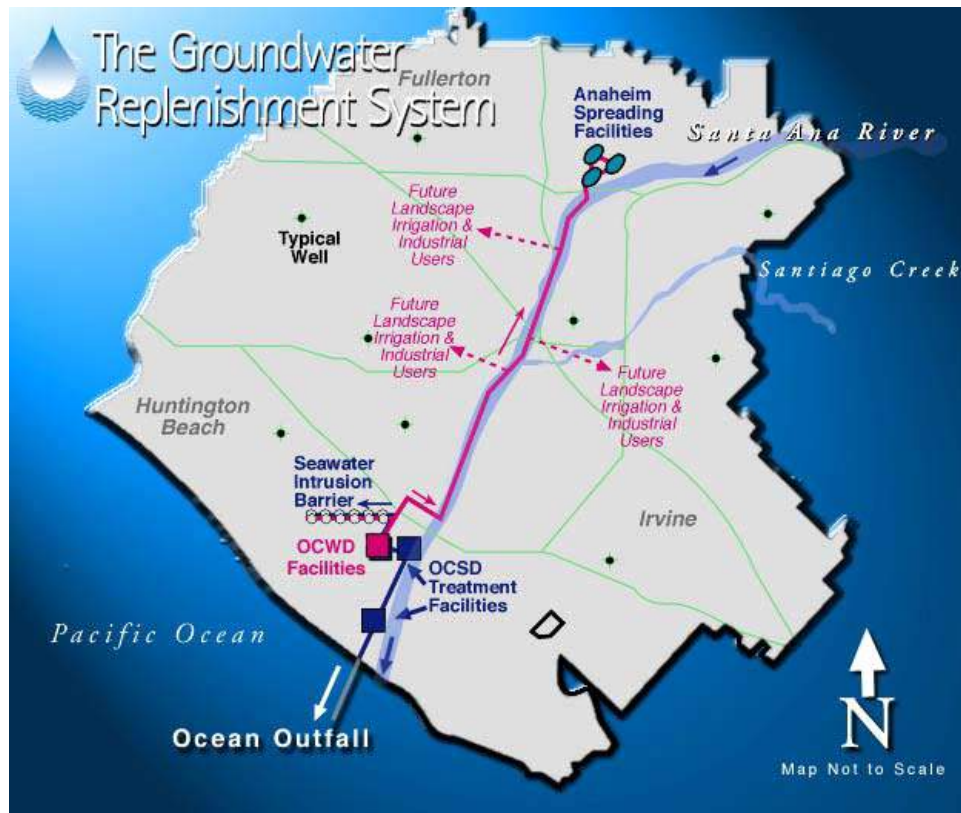 The Groundwater
Replenishment System
Fullerton
Anaheim
Spreading
Facilities
Santa Ana River
Future
Landscape
Irrigation &
Industrial
Users
Typical
Well
Santiago Creek
Future
Landscape
Irrigation &
Industrial
Users
Future
Landscape
Irrigation &
Industrial
Users
Huntington
Beach
Seawater
Intrusion
Barrier
Irvine
OCWD
Facilities
OCSD
Treatment
Facilities
Pacific Ocean
Ocean Outfall
N
Map Not to Scale